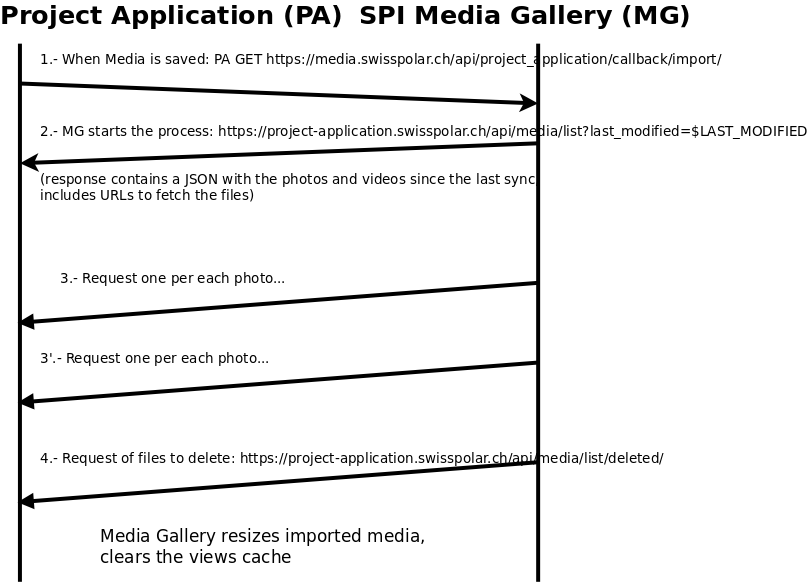 Project Application (PA) SPI Media Gallery (MG)
1.- When Media is saved: PA GET https://media.swisspolar.ch/api/project_application/callback/import/
2.- MG starts the process: https://project-application.swisspolar.ch/api/media/list?last_modified=$LAST_MODIFIED
(response contains a JSON with the photos and videos since the last sync,
includes URLs to fetch the files)
3.- Request one per each photo...
3'.- Request one per each photo...
4.- Request of files to delete: https://project-application.swisspolar.ch/api/media/list/deleted/
Media Gallery resizes imported media,
clears the views cache